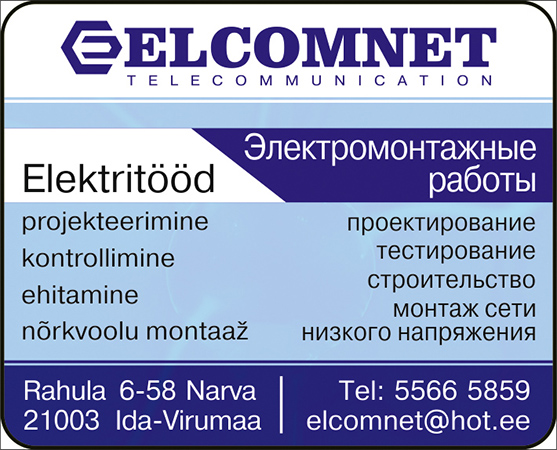 ELCOMNET
TELECOMMUNICATION
Elektritööd
projekteerimine
kontrollimine
ehitamine
nõrkvoolu montaaž
Электромонтажные
работы
проектирование
тестирование
строительство
монтаж сети
низкого напряжения
Rahula 6-58 Narva
21003 Ida-Virumaa
Tel: 5566 5859
elcomnet@hot.ee